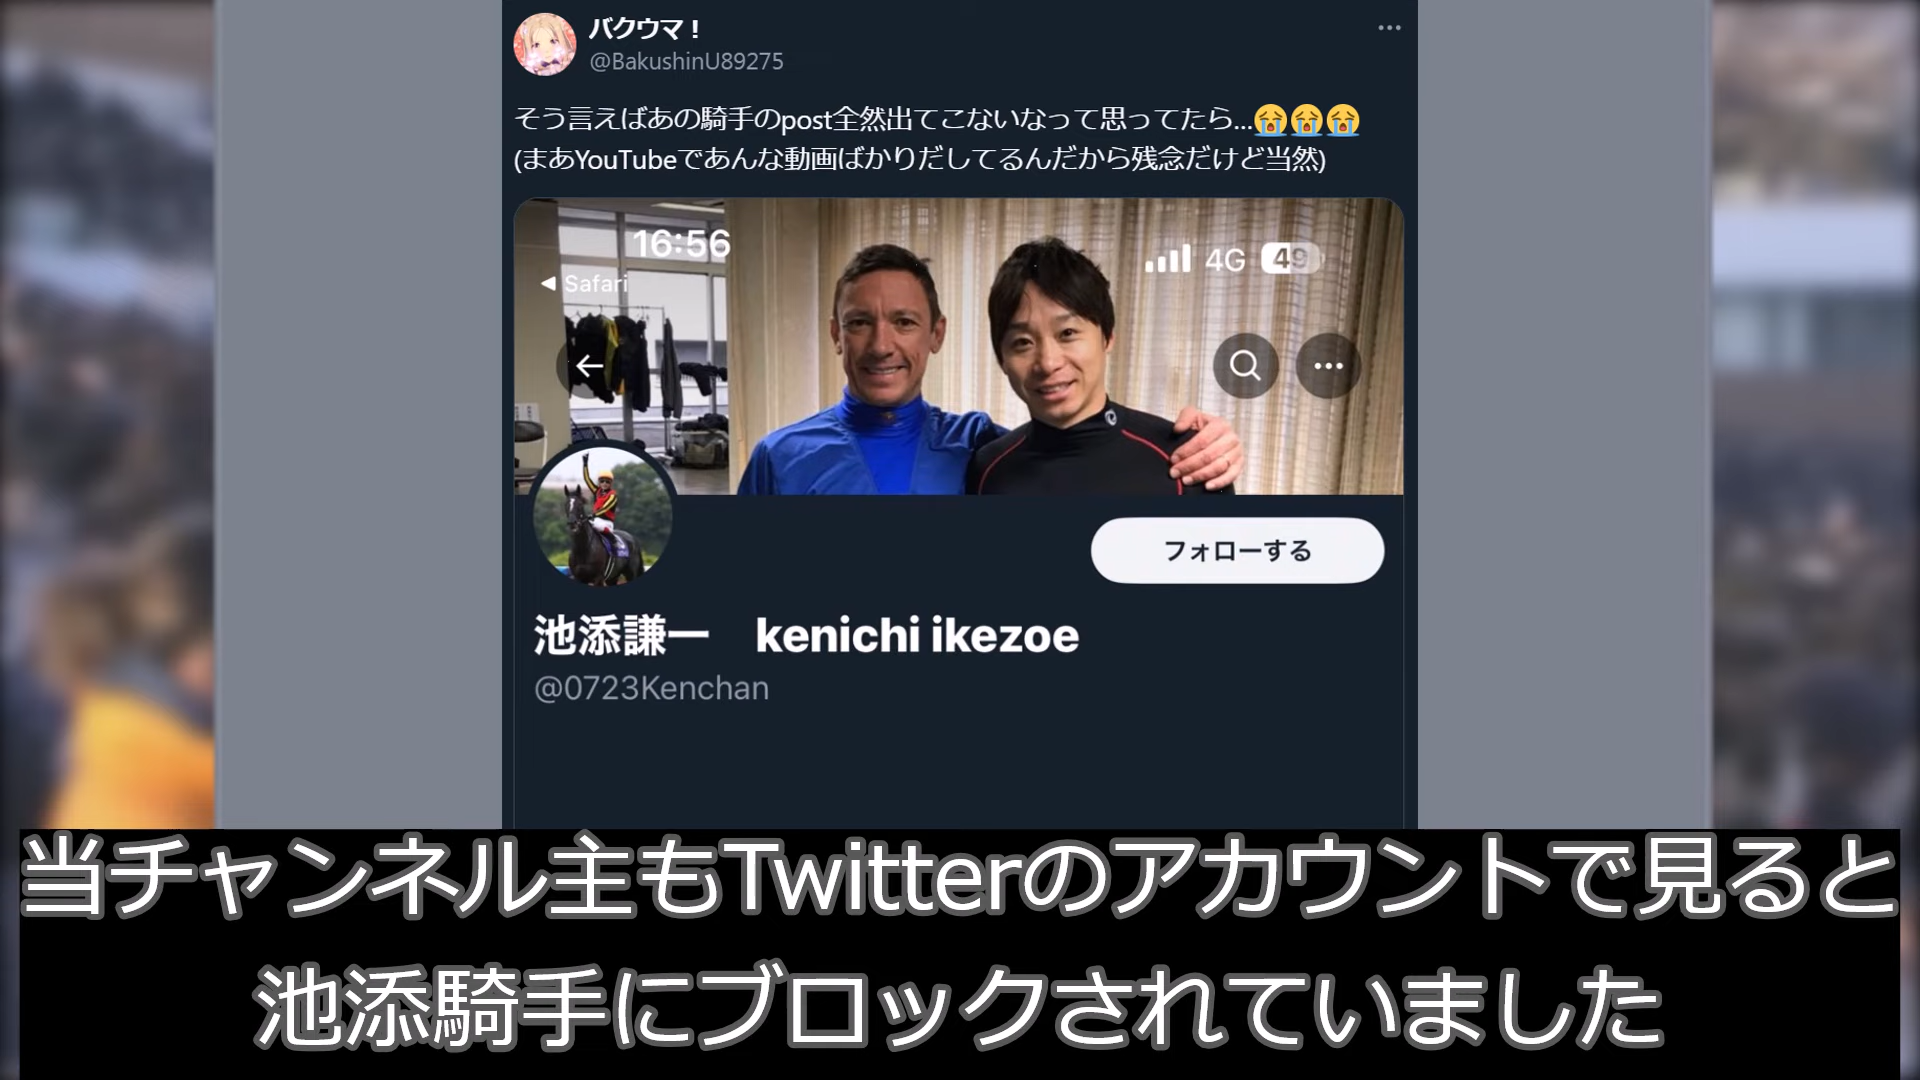 バクウマ！
@BakushinU89275
そう言えばあの騎手のpost全然出てこないなって思ってたら...😭😭😭
(まあYouTubeであんな動画ばかりだしてるんだから残念だけど当然)
16:56
4G 49
◀ Safari
フォローする
池添謙一　kenichi ikezoe
@0723Kenchan
当チャンネル主もTwitterのアカウントで見ると
池添騎手にブロックされていました